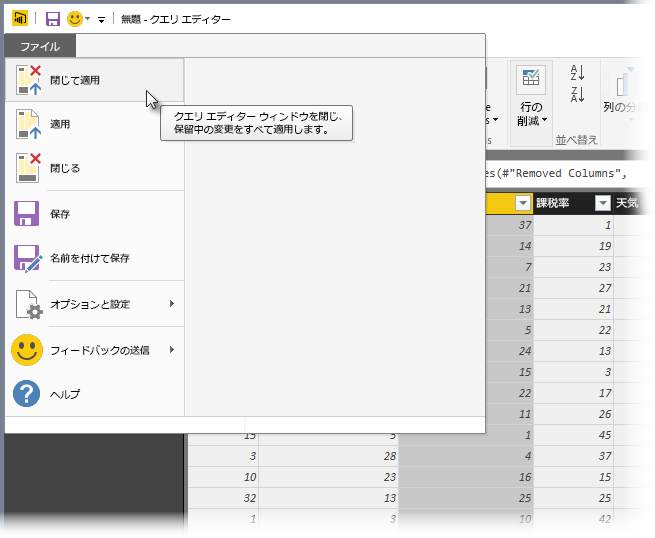 無題 - クエリ エディター
ファイル
閉じて適用
適用
閉じる
保存
名前を付けて保存
オプションと設定
フィードバックの送信
ヘルプ
クエリ エディター ウィンドウを閉じ、
保留中の変更をすべて適用します。
行の
削減
列の分
並べ替え
es(#"Removed Columns",
課税率 天気
37 1
14 19
7 23
21 27
13 21
5 22
24 13
15 3
22 17
11 26
1 45
3 28 4 37
10 23 16 15
32 13 25 25
1 3 10 42